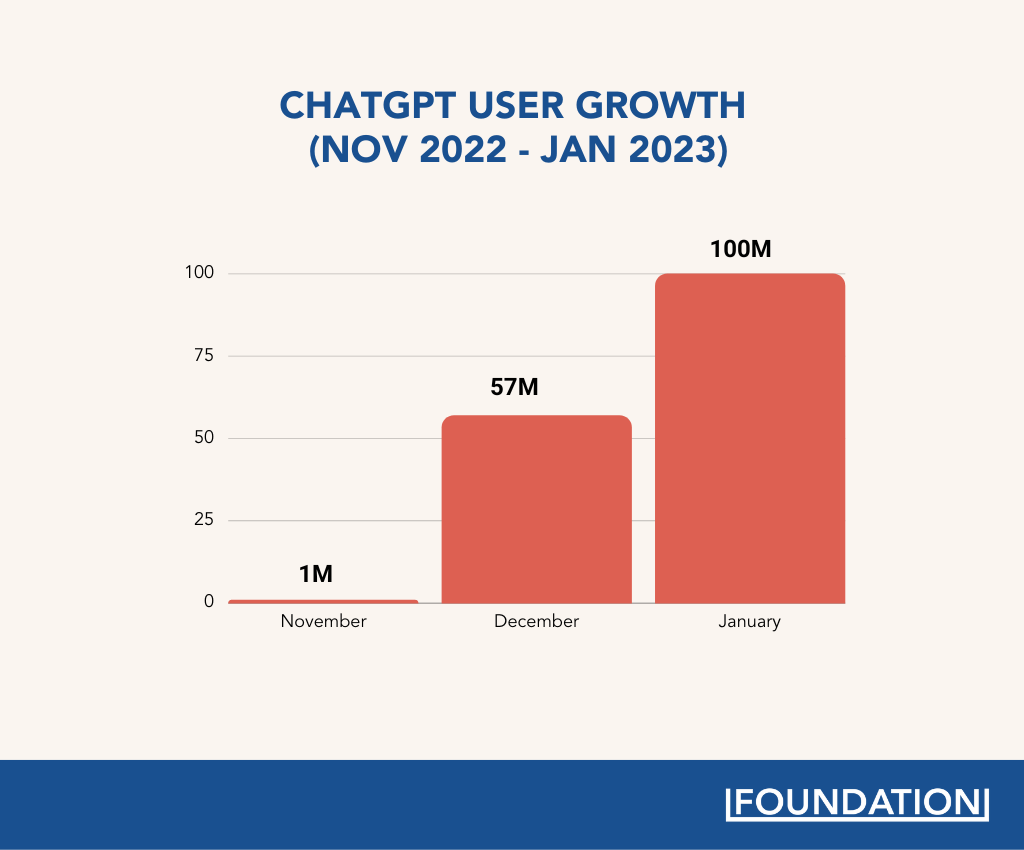 CHATGPT USER GROWTH
(NOV 2022 - JAN 2023)
100M
100
75
57M
50
25
1M
0
November December January
FOUNDATION